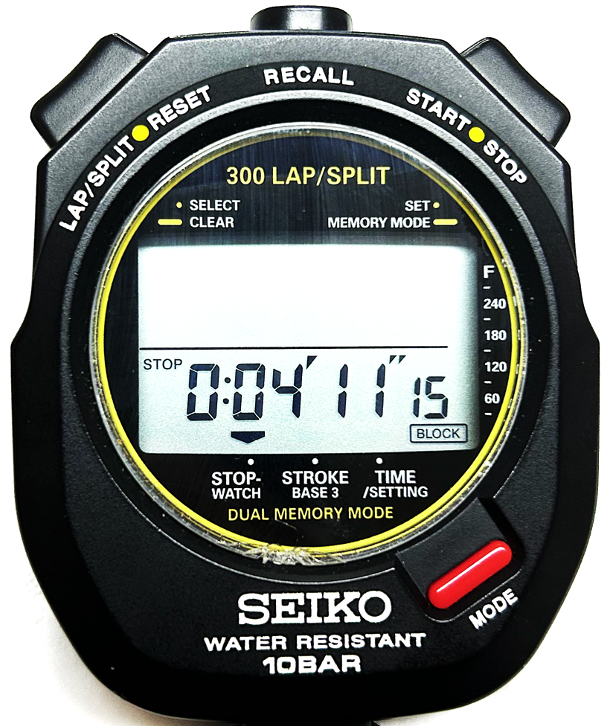 RECALL
LAP/SPLIT RESET
START STOP
300 LAP/SPLIT
SELECT
CLEAR
SET
MEMORY MODE
F
240
180
120
60
STOP 0:04'11''15
BLOCK
STOP-WATCH
STROKE BASE 3
TIME /SETTING
DUAL MEMORY MODE
MODE
SEIKO
WATER RESISTANT
10BAR